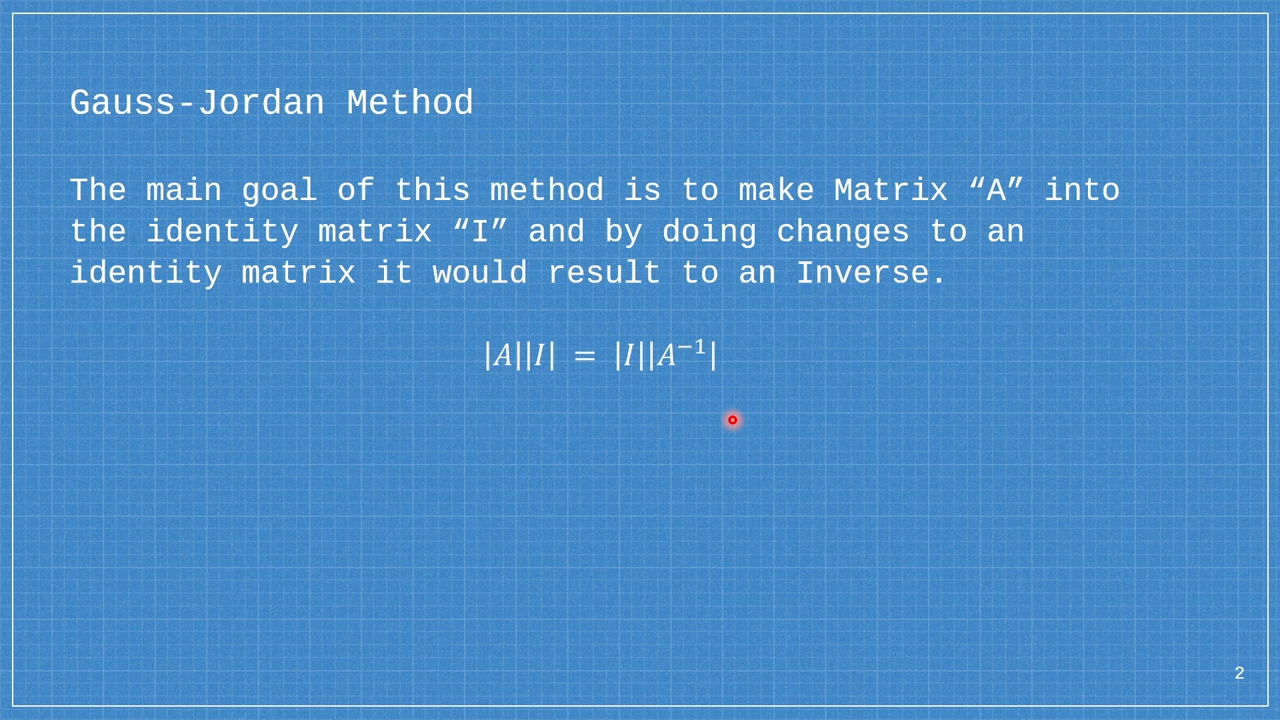 Gauss-Jordan Method
The main goal of this method is to make Matrix “A” into
the identity matrix “I” and by doing changes to an
identity matrix it would result to an Inverse.
|A||I| = |I||A⁻¹|
2